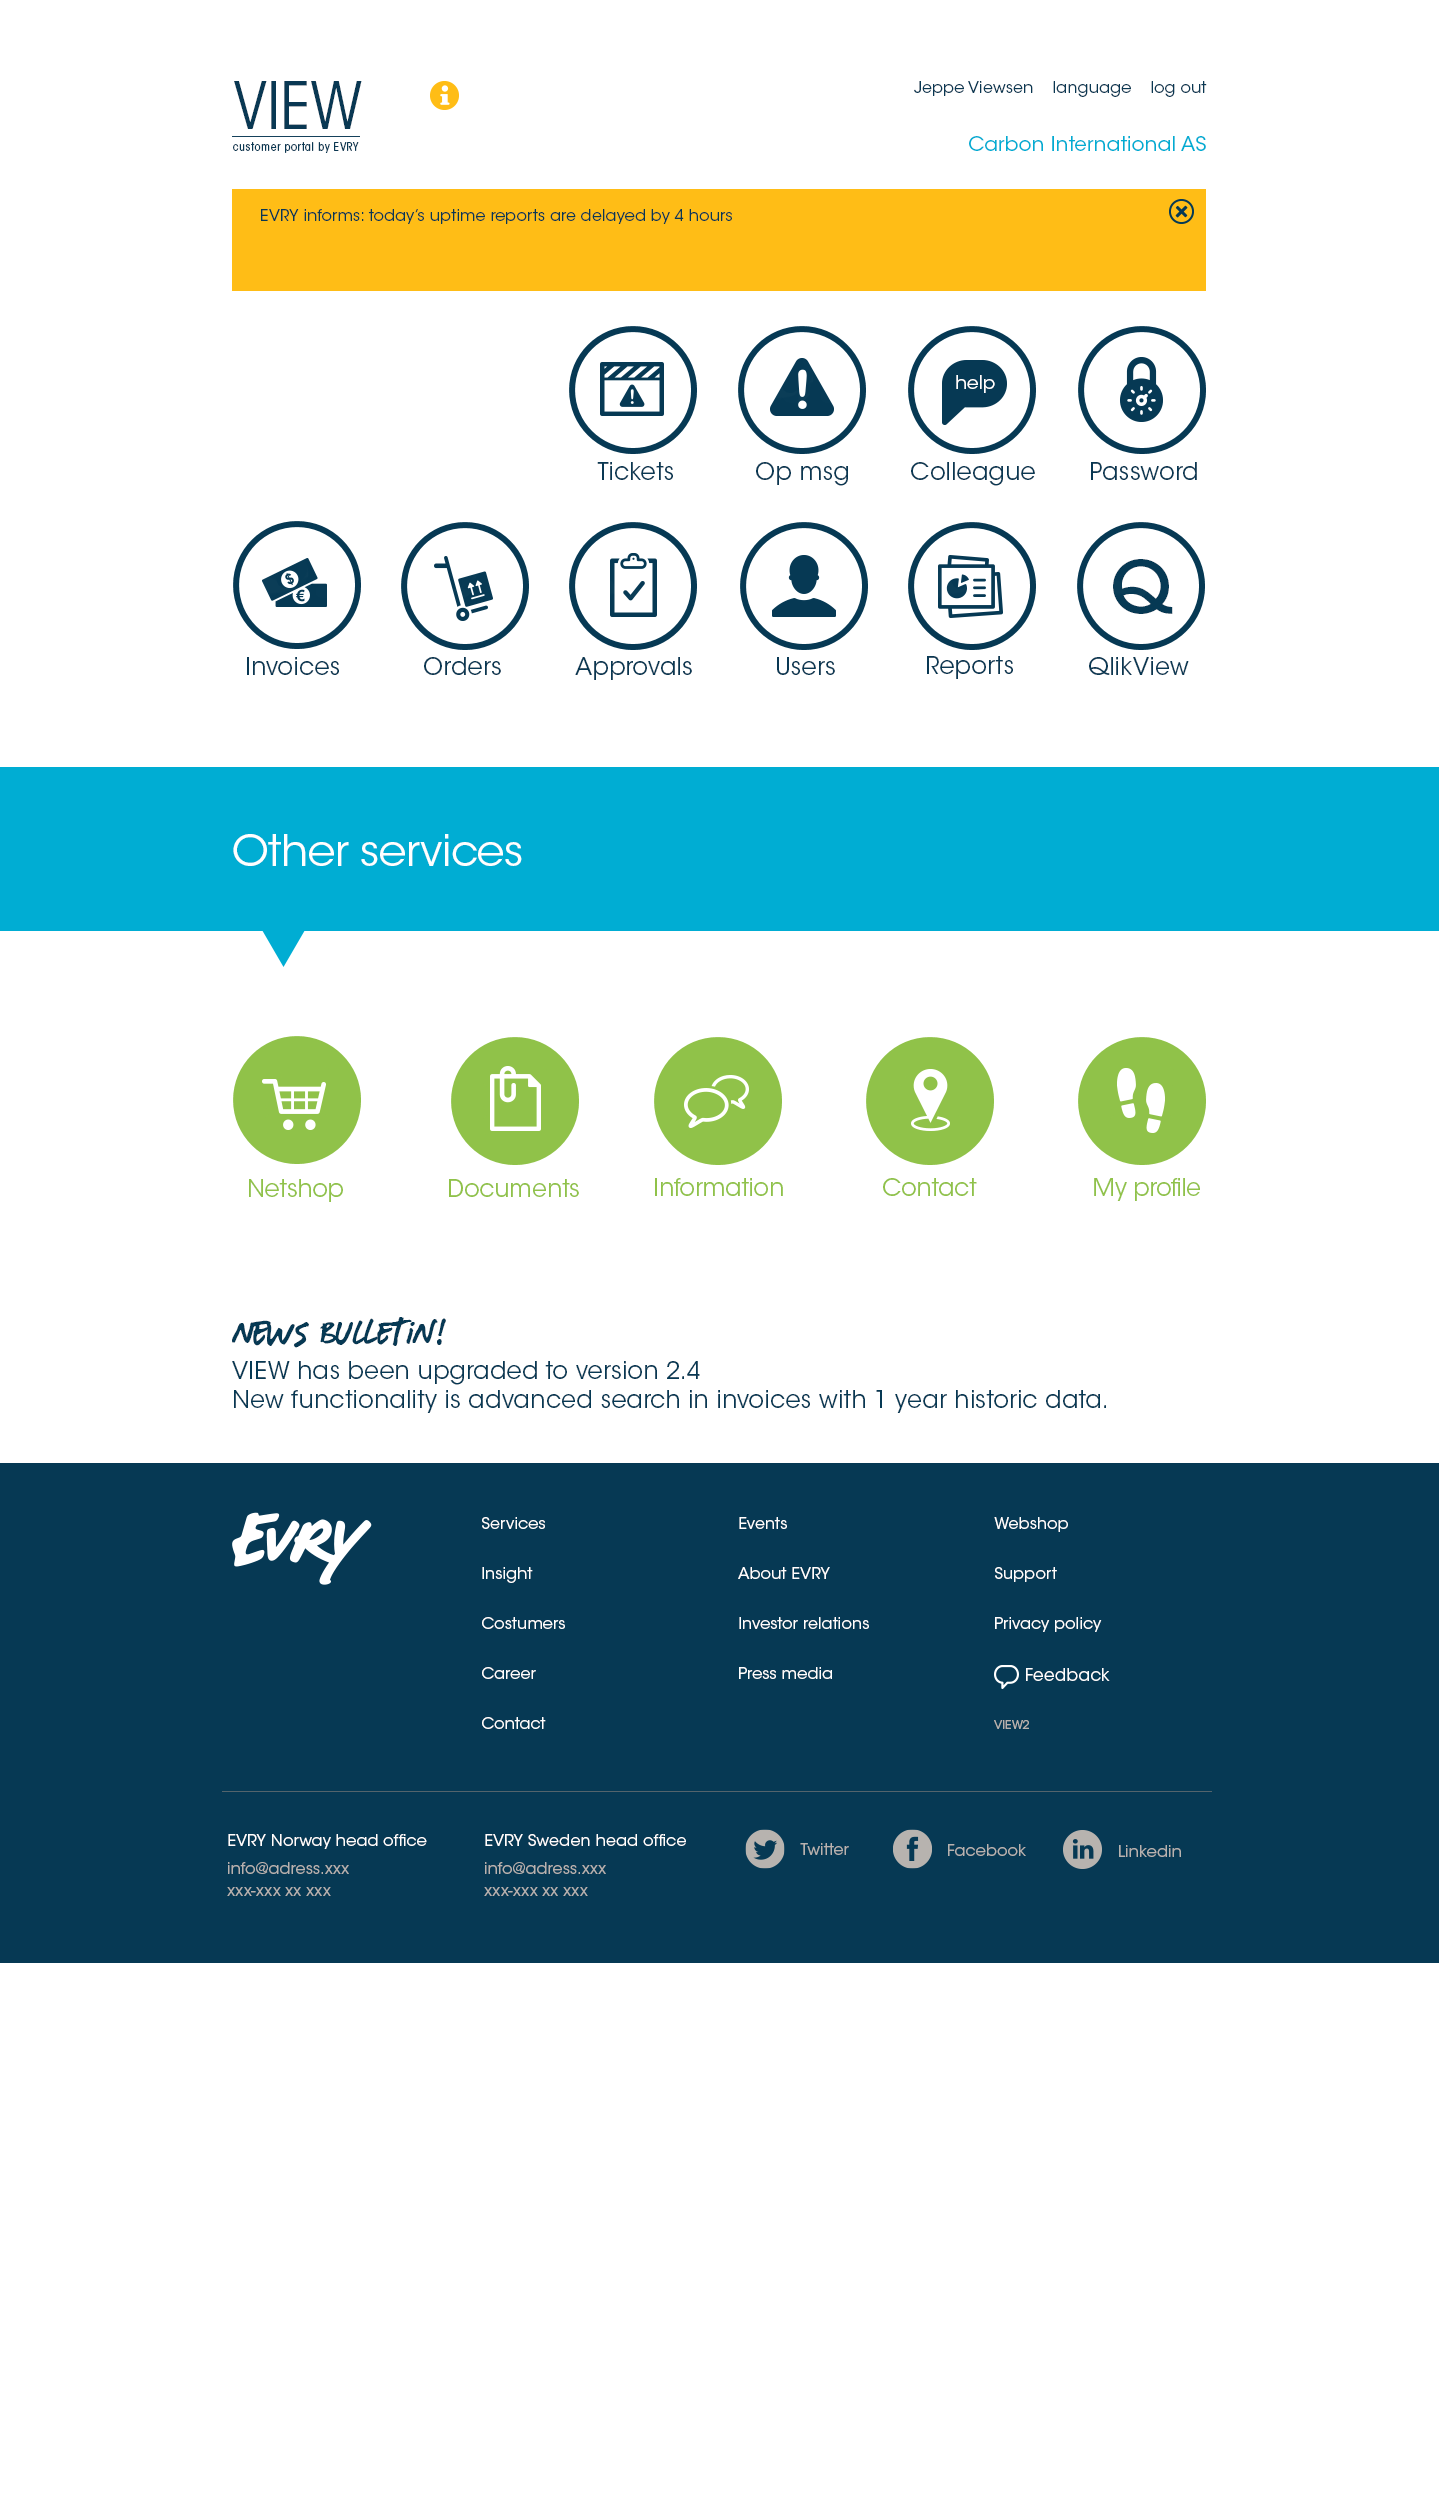 VIEW
customer portal by EVRY
Jeppe Viewsen language log out
Carbon International AS
EVRY informs: today’s uptime reports are delayed by 4 hours
help
Tickets Op msg Colleague Password
$
€
Q
Invoices Orders Approvals Users Reports QlikView
Other services
Netshop Documents Information Contact My profile
NEWS BULLETiN!
VIEW has been upgraded to version 2.4
New functionality is advanced search in invoices with 1 year historic data.
EVRY
Services Events Webshop
Insight About EVRY Support
Costumers Investor relations Privacy policy
Career Press media Feedback
Contact VIEW2
EVRY Norway head office
info@adress.xxx
xxx-xxx xx xxx
EVRY Sweden head office
info@adress.xxx
xxx-xxx xx xxx
Twitter
f Facebook
in Linkedin